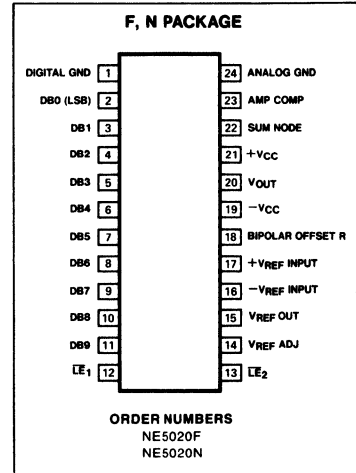 F, N PACKAGE
DIGITAL GND 1 24 ANALOG GND
DB0 (LSB) 2 23 AMP COMP
DB1 3 22 SUM NODE
DB2 4 21 +VCC
DB3 5 20 VOUT
DB4 6 19 −VCC
DB5 7 18 BIPOLAR OFFSET R
DB6 8 17 +VREF INPUT
DB7 9 16 −VREF INPUT
DB8 10 15 VREF OUT
DB9 11 14 VREF ADJ
L̅E̅1 12 13 L̅E̅2
ORDER NUMBERS
NE5020F
NE5020N